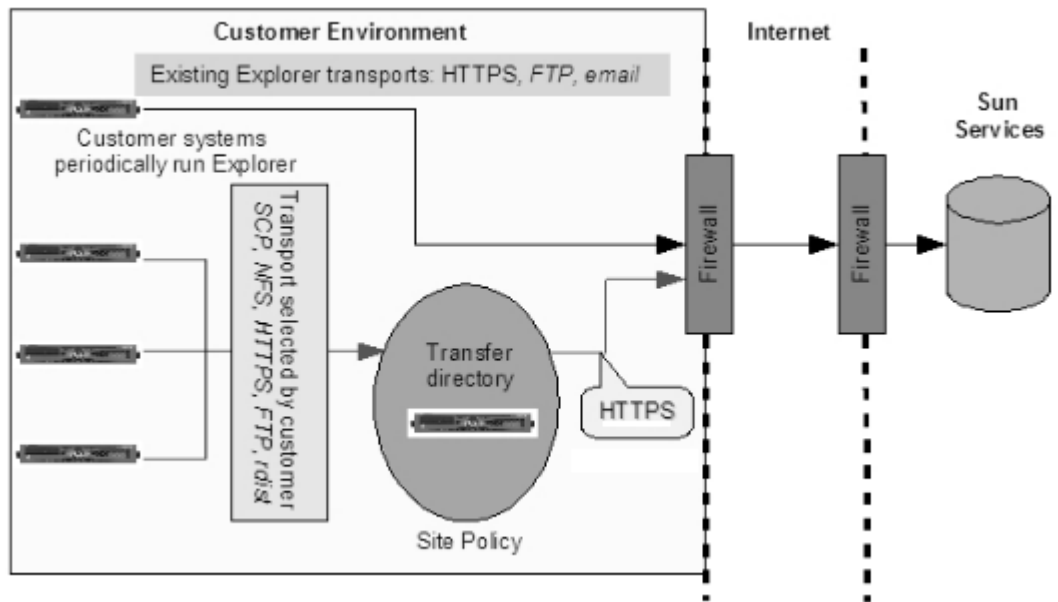 Customer Environment
Internet
Existing Explorer transports: HTTPS, FTP, email
Sun
Services
Customer systems
periodically run Explorer
Transport selected by customer
SCP, NFS, HTTPS, FTP, rdist
Firewall
Firewall
Transfer
directory
HTTPS
Site Policy